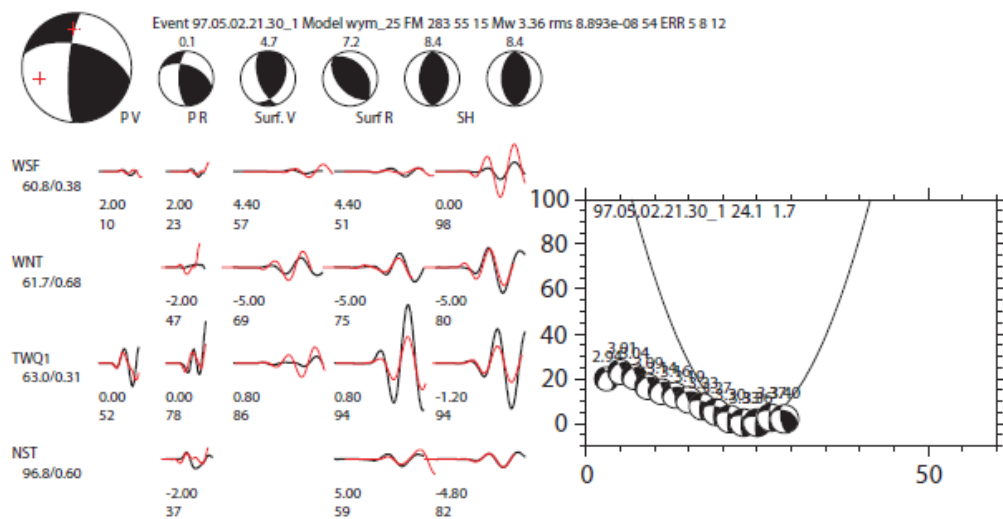 Event 97.05.02.21.30_1 Model wym_25 FM 283 55 15 Mw 3.36 rms 8.893e-08 54 ERR 5 8 12
0.1 4.7 7.2 8.4 8.4
P V P R Surf. V Surf R SH
WSF
60.8/0.38
2.00 2.00 4.40 4.40 0.00
10 23 57 51 98
WNT
61.7/0.68
-2.00 -5.00 -5.00 -5.00
47 69 75 80
TWQ1
63.0/0.31
0.00 0.00 0.80 0.80 -1.20
52 78 86 94 94
NST
96.8/0.60
-2.00 5.00 -4.80
37 59 82
97.05.02.21.30_1 24.1 1.7
100
80
60
40
20
0
0 50